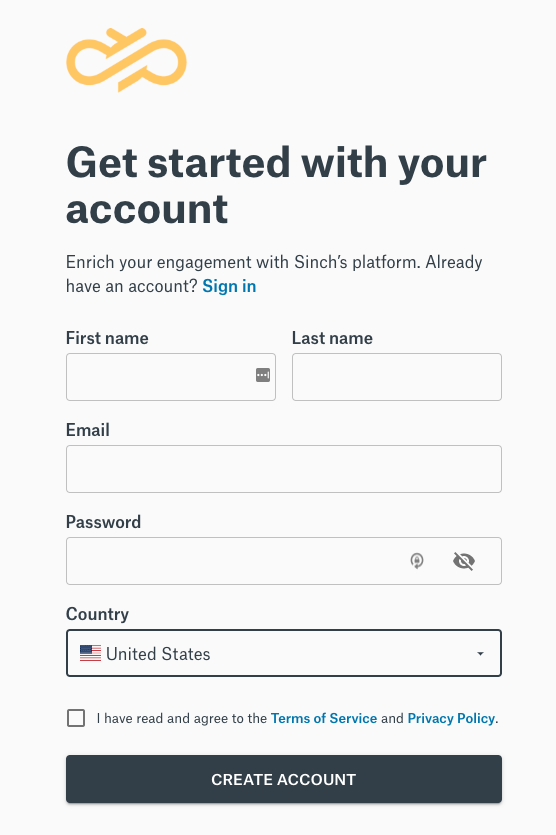 Get started with your
account
Enrich your engagement with Sinch’s platform. Already
have an account? Sign in
First name
Last name
Email
Password
Country
United States
I have read and agree to the Terms of Service and Privacy Policy.
CREATE ACCOUNT